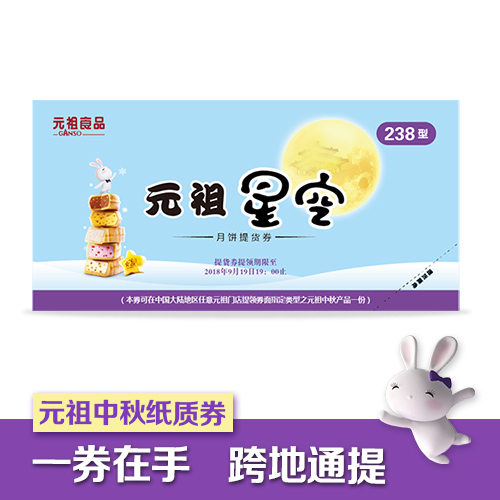 元祖食品
GANSO
238型
元祖 星空
月饼提货券
提货券提领期限至
2018年9月19日19：00止
（本券可在中国大陆地区任意元祖门店提领券面指定类型之元祖中秋产品一份）
元祖中秋纸质券
一券在手 跨地通提